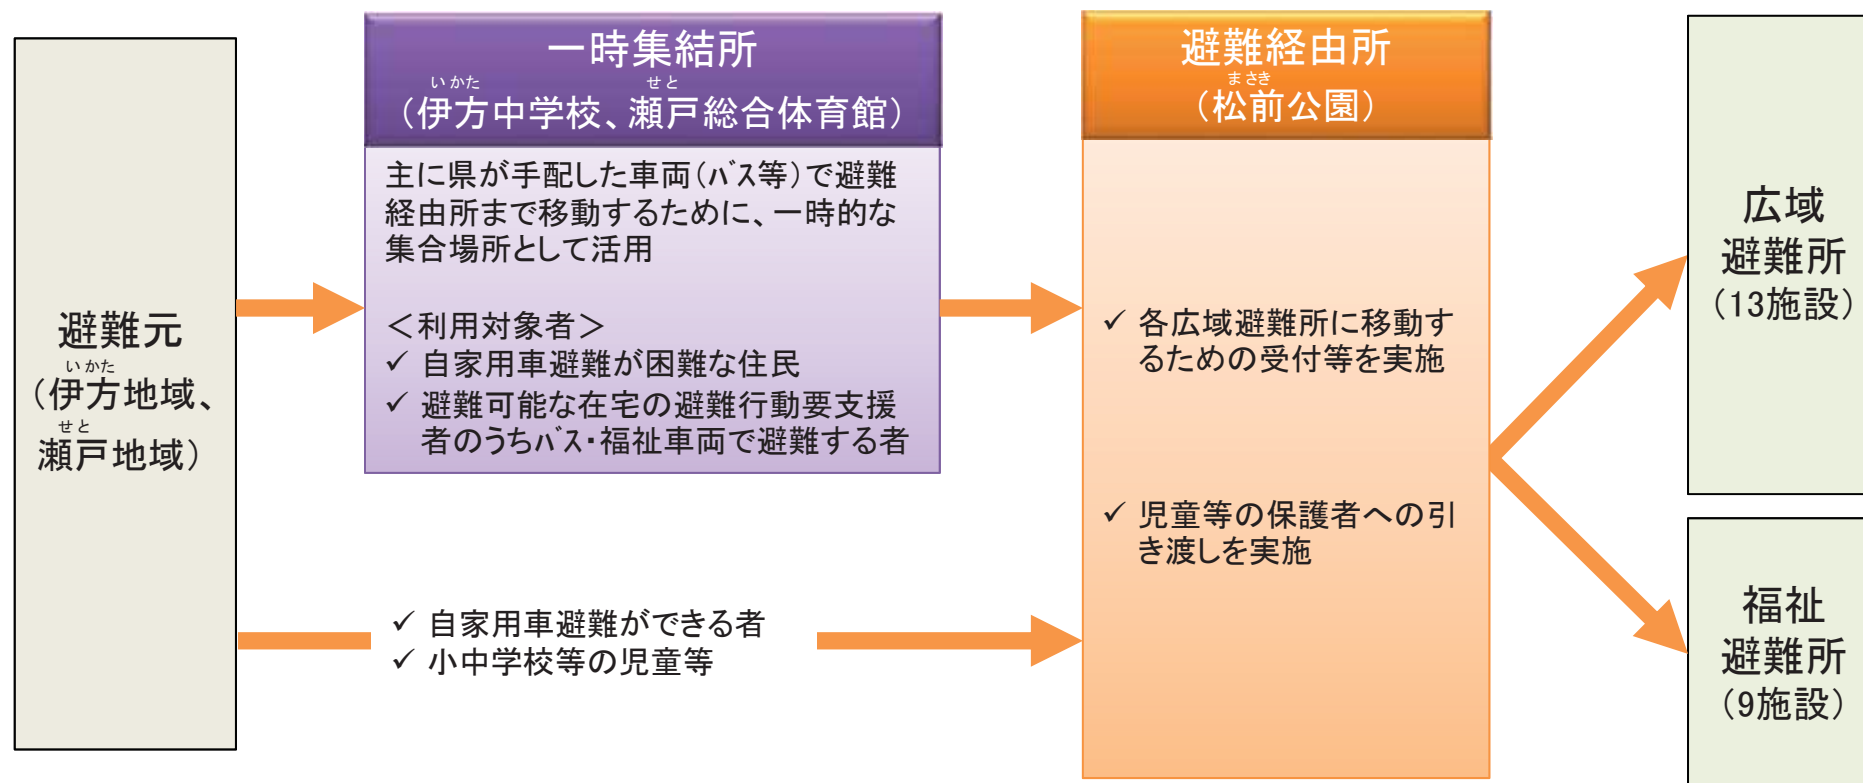 避難元
いかた
（伊方地域、
せと
瀬戸地域）
一時集結所
いかた せと
（伊方中学校、瀬戸総合体育館）
主に県が手配した車両（バス等）で避難
経由所まで移動するために、一時的な
集合場所として活用
＜利用対象者＞
✓ 自家用車避難が困難な住民
✓ 避難可能な在宅の避難行動要支援
者のうちバス・福祉車両で避難する者
✓ 自家用車避難ができる者
✓ 小中学校等の児童等
避難経由所
まさき
（松前公園）
✓ 各広域避難所に移動す
るための受付等を実施
✓ 児童等の保護者への引
き渡しを実施
広域
避難所
（13施設）
福祉
避難所
（9施設）